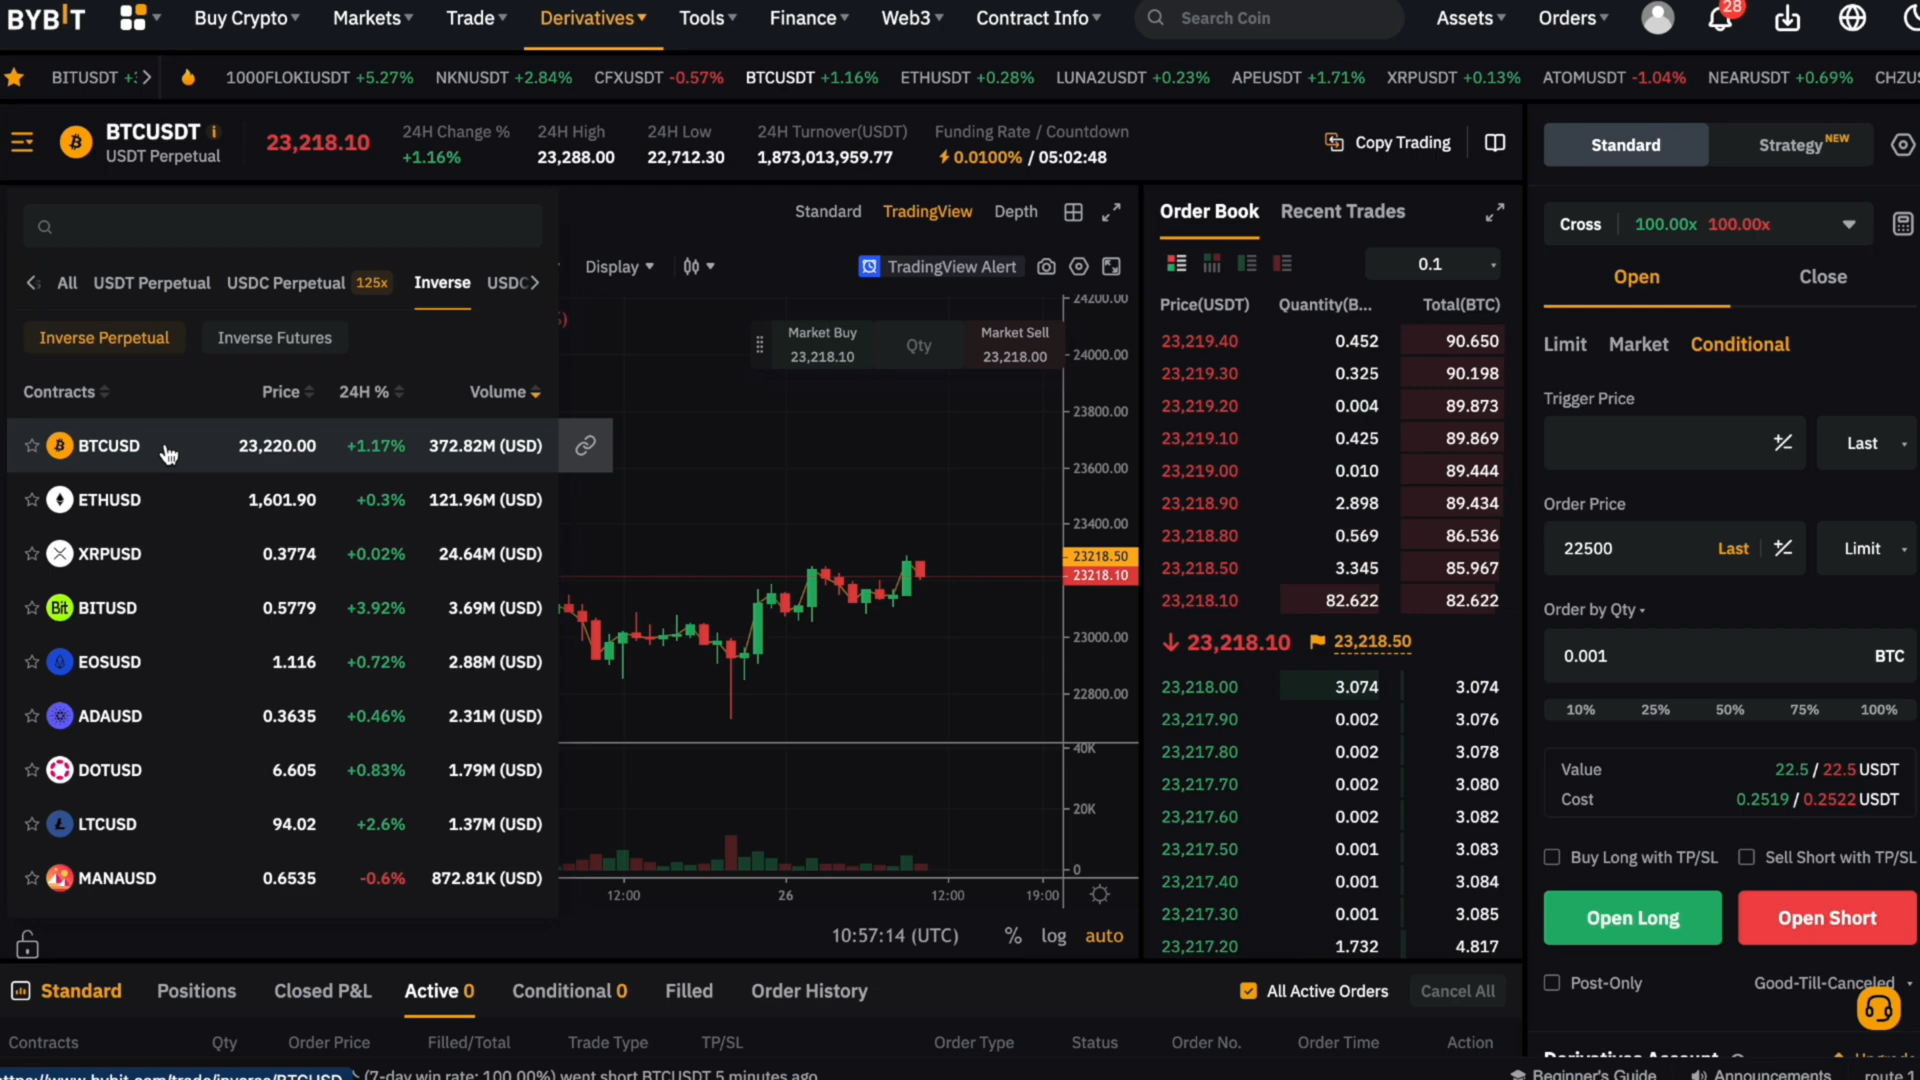 BYBIT
Buy Crypto
Markets
Trade
Derivatives
Tools
Finance
Web3
Contract Info
Search Coin
Assets
Orders
28
BITUSDT
1000FLOKIUSDT +5.27%
NKNUSDT +2.84%
CFXUSDT -0.57%
BTCUSDT +1.16%
ETHUSDT +0.28%
LUNA2USDT +0.23%
APEUSDT +1.71%
XRPUSDT +0.13%
ATOMUSDT -1.04%
NEARUSDT +0.69%
CHZUS
BTCUSDT
USDT Perpetual
23,218.10
24H Change %
+1.16%
24H High
23,288.00
24H Low
22,712.30
24H Turnover(USDT)
1,873,013,959.77
Funding Rate / Countdown
0.0100% / 05:02:48
Copy Trading
Standard
Strategy NEW
All
USDT Perpetual
USDC Perpetual 125x
Inverse
USDC
Inverse Perpetual
Inverse Futures
Contracts Price 24H % Volume
BTCUSD 23,220.00 +1.17% 372.82M (USD)
ETHUSD 1,601.90 +0.3% 121.96M (USD)
XRPUSD 0.3774 +0.02% 24.64M (USD)
Bit BITUSD 0.5779 +3.92% 3.69M (USD)
EOSUSD 1.116 +0.72% 2.88M (USD)
ADAUSD 0.3635 +0.46% 2.31M (USD)
DOTUSD 6.605 +0.83% 1.79M (USD)
LTCUSD 94.02 +2.6% 1.37M (USD)
MANAUSD 0.6535 -0.6% 872.81K (USD)
Standard
TradingView
Depth
Display
TradingView Alert
Market Buy
23,218.10
Qty
Market Sell
23,218.00
24200.00
24000.00
23800.00
23600.00
23400.00
23218.50
23218.10
23000.00
22800.00
40K
20K
0
12:00
26
12:00
19:00
10:57:14 (UTC)
%
log
auto
Order Book
Recent Trades
0.1
Price(USDT) Quantity(B... Total(BTC)
23,219.40 0.452 90.650
23,219.30 0.325 90.198
23,219.20 0.004 89.873
23,219.10 0.425 89.869
23,219.00 0.010 89.444
23,218.90 2.898 89.434
23,218.80 0.569 86.536
23,218.50 3.345 85.967
23,218.10 82.622 82.622
23,218.10
23,218.50
23,218.00 3.074 3.074
23,217.90 0.002 3.076
23,217.80 0.002 3.078
23,217.70 0.002 3.080
23,217.60 0.002 3.082
23,217.50 0.001 3.083
23,217.40 0.001 3.084
23,217.30 0.001 3.085
23,217.20 1.732 4.817
Cross 100.00x 100.00x
Open
Close
Limit
Market
Conditional
Trigger Price
Last
Order Price
22500 Last
Limit
Order by Qty
0.001 BTC
10% 25% 50% 75% 100%
Value 22.5 / 22.5 USDT
Cost 0.2519 / 0.2522 USDT
Buy Long with TP/SL
Sell Short with TP/SL
Open Long
Open Short
Post-Only
Good-Till-Canceled
Standard
Positions
Closed P&L
Active 0
Conditional 0
Filled
Order History
All Active Orders
Cancel All
Contracts Qty Order Price Filled/Total Trade Type TP/SL Order Type Status Order No. Order Time Action
Derivatives Account
ttps://www.bybit.com/trade/inverse/BTCUSD
(7-day win rate: 100.00%) went short BTCUSDT 5 minutes ago
Beginner's Guide
Announcements
route 1